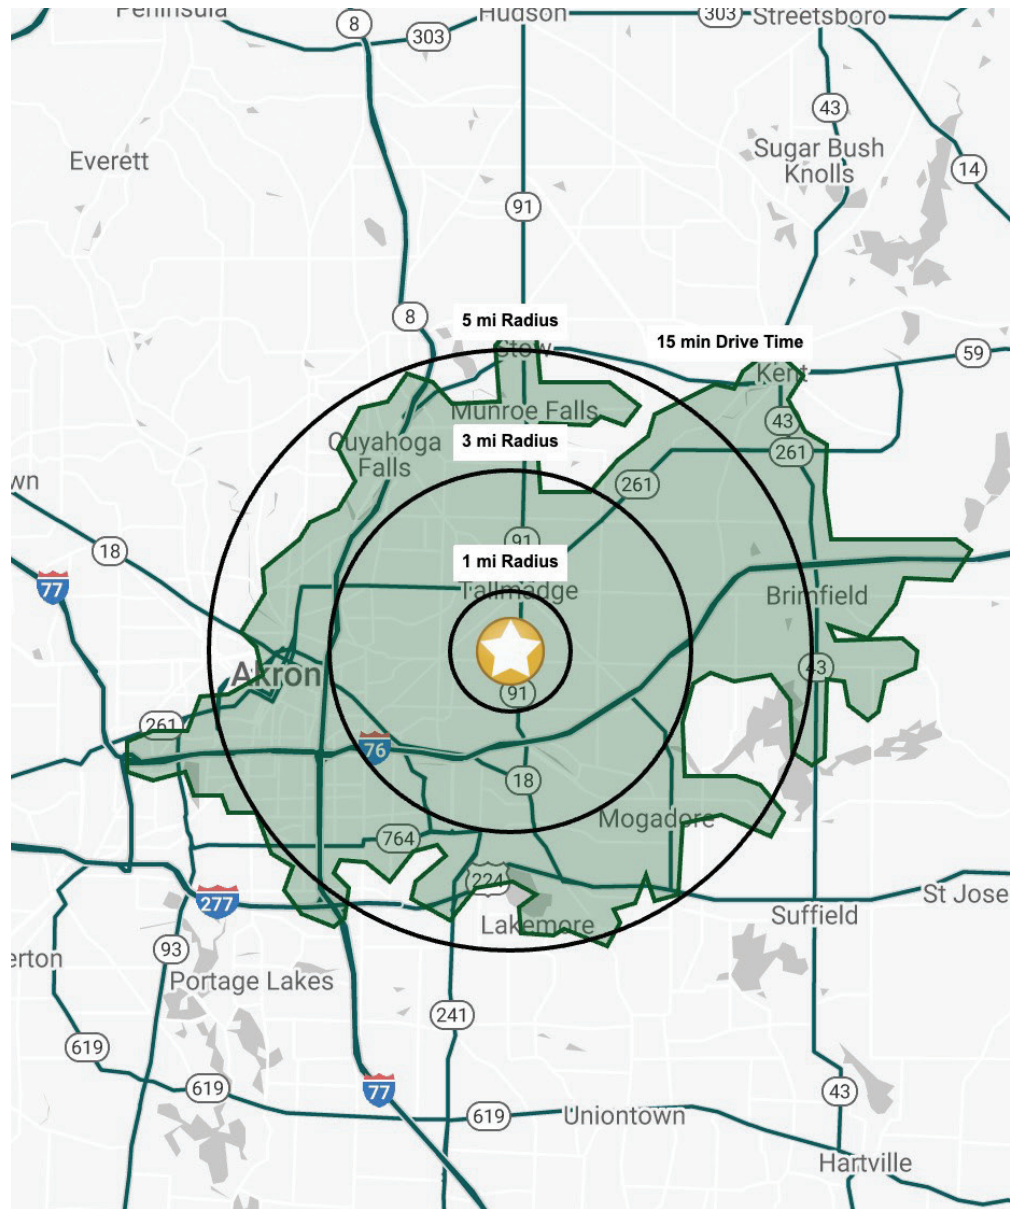 Peninsula
Hudson
303
Streetsboro
8
303
43
Everett
Sugar Bush
Knolls
14
91
8
5 mi Radius
15 min Drive Time
Stow
59
Kent
Munroe Falls
43
Cuyahoga
Falls
3 mi Radius
261
wn
261
18
91
1 mi Radius
77
Tallmadge
Brimfield
Akron
43
91
261
76
18
Mogadore
764
224
277
St Jose
Suffield
Lakemore
93
erton
Portage Lakes
241
619
77
619
43
619
Uniontown
Hartville